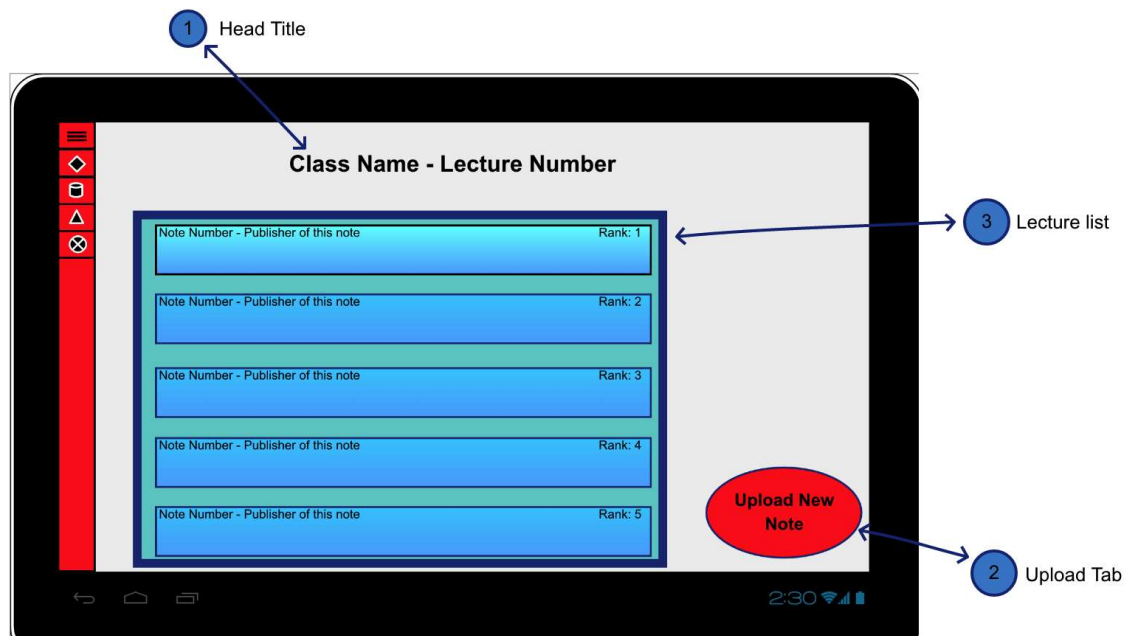 1 Head Title
Class Name - Lecture Number
Note Number - Publisher of this note Rank: 1
3 Lecture list
Note Number - Publisher of this note Rank: 2
Note Number - Publisher of this note Rank: 3
Note Number - Publisher of this note Rank: 4
Note Number - Publisher of this note Rank: 5
Upload New
Note
2 Upload Tab
2:30